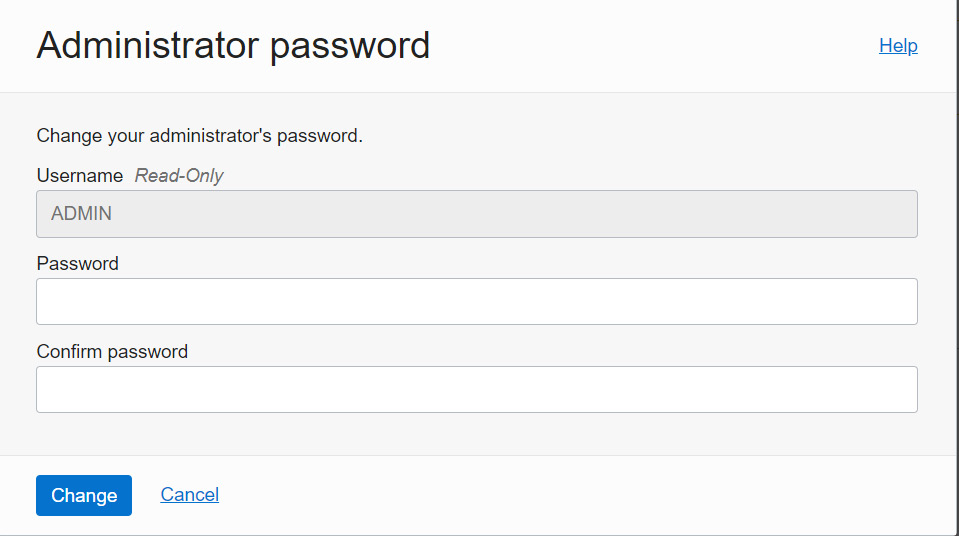 Administrator password
Help
Change your administrator's password.
Username Read-Only
ADMIN
Password
Confirm password
Change Cancel